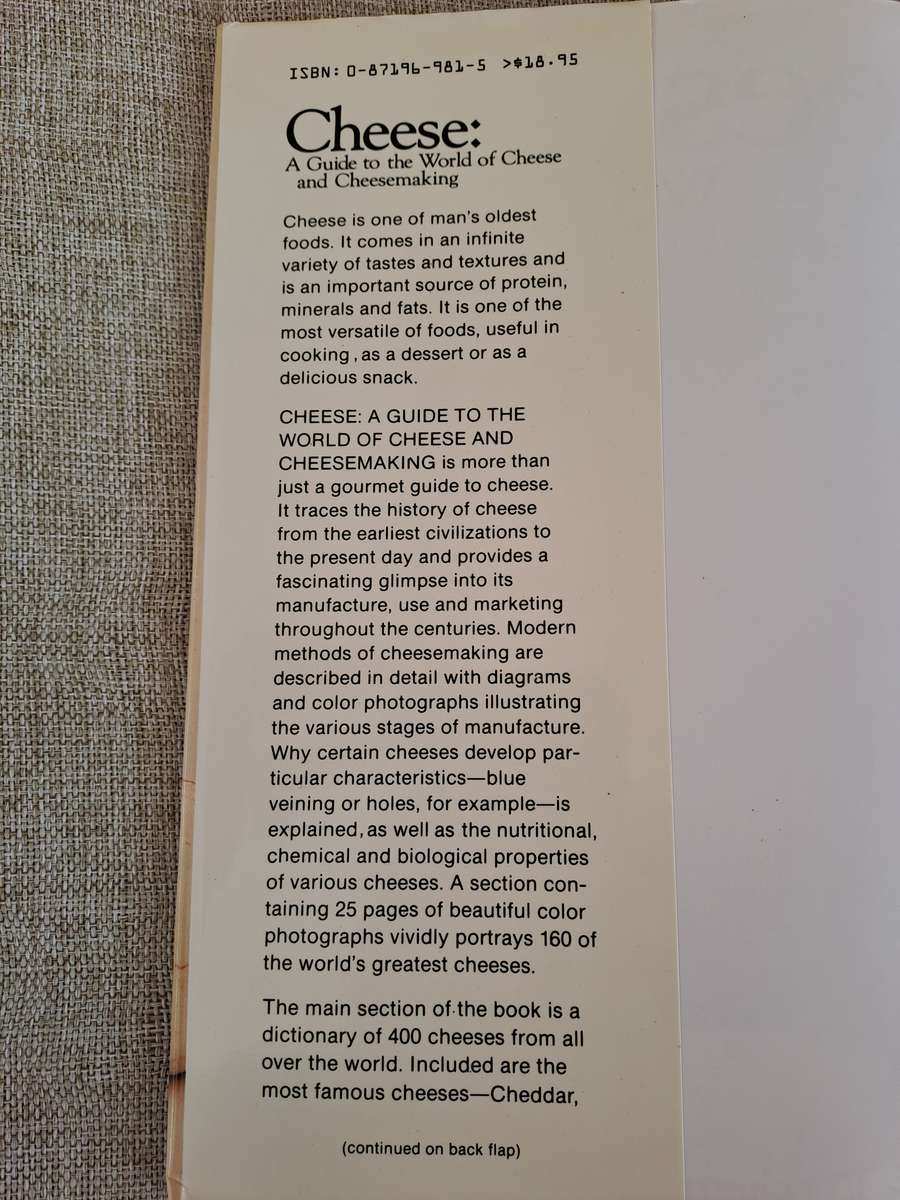 ISBN: 0-87196-981-5 >$18.95
Cheese:
A Guide to the World of Cheese
and Cheesemaking
Cheese is one of man's oldest
foods. It comes in an infinite
variety of tastes and textures and
is an important source of protein,
minerals and fats. It is one of the
most versatile of foods, useful in
cooking , as a dessert or as a
delicious snack.
CHEESE: A GUIDE TO THE
WORLD OF CHEESE AND
CHEESEMAKING is more than
just a gourmet guide to cheese.
It traces the history of cheese
from the earliest civilizations to
the present day and provides a
fascinating glimpse into its
manufacture, use and marketing
throughout the centuries. Modern
methods of cheesemaking are
described in detail with diagrams
and color photographs illustrating
the various stages of manufacture.
Why certain cheeses develop par-
ticular characteristics—blue
veining or holes, for example—is
explained, as well as the nutritional,
chemical and biological properties
of various cheeses. A section con-
taining 25 pages of beautiful color
photographs vividly portrays 160 of
the world's greatest cheeses.
The main section of the book is a
dictionary of 400 cheeses from all
over the world. Included are the
most famous cheeses—Cheddar,
(continued on back flap)